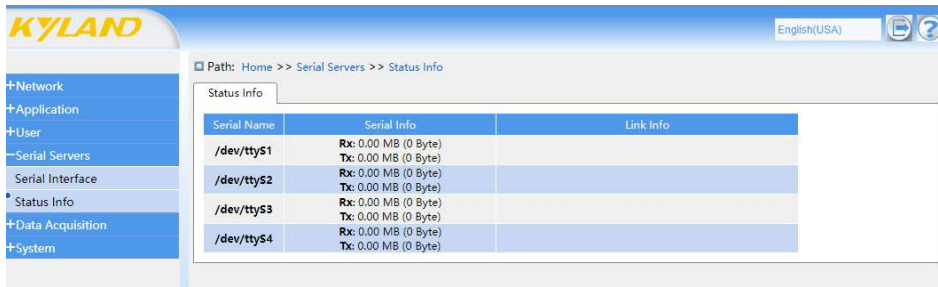 KYLAND
English(USA)
Path: Home >> Serial Servers >> Status Info
+Network
+Application
+User
−Serial Servers
Serial Interface
Status Info
+Data Acquisition
+System
Status Info
Serial Name Serial Info Link Info
/dev/ttyS1 Rx: 0.00 MB (0 Byte)
Tx: 0.00 MB (0 Byte)
/dev/ttyS2 Rx: 0.00 MB (0 Byte)
Tx: 0.00 MB (0 Byte)
/dev/ttyS3 Rx: 0.00 MB (0 Byte)
Tx: 0.00 MB (0 Byte)
/dev/ttyS4 Rx: 0.00 MB (0 Byte)
Tx: 0.00 MB (0 Byte)